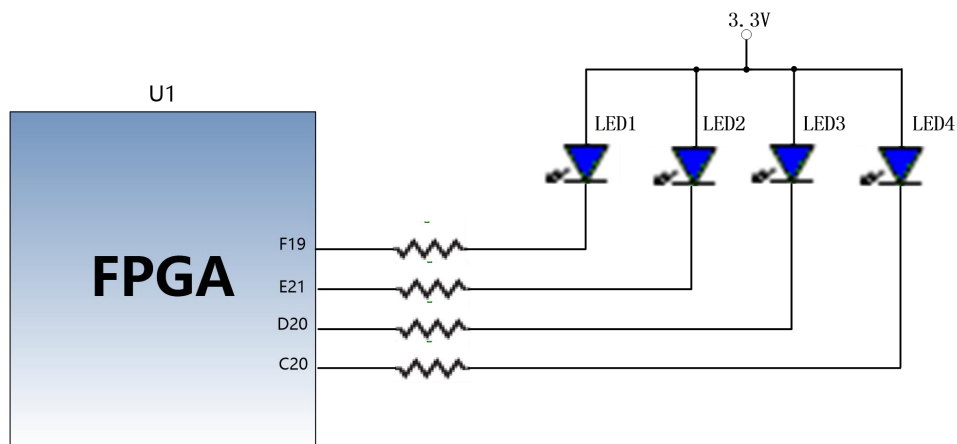 3.3V
U1
LED1
LED2
LED3
LED4
FPGA
F19
E21
D20
C20